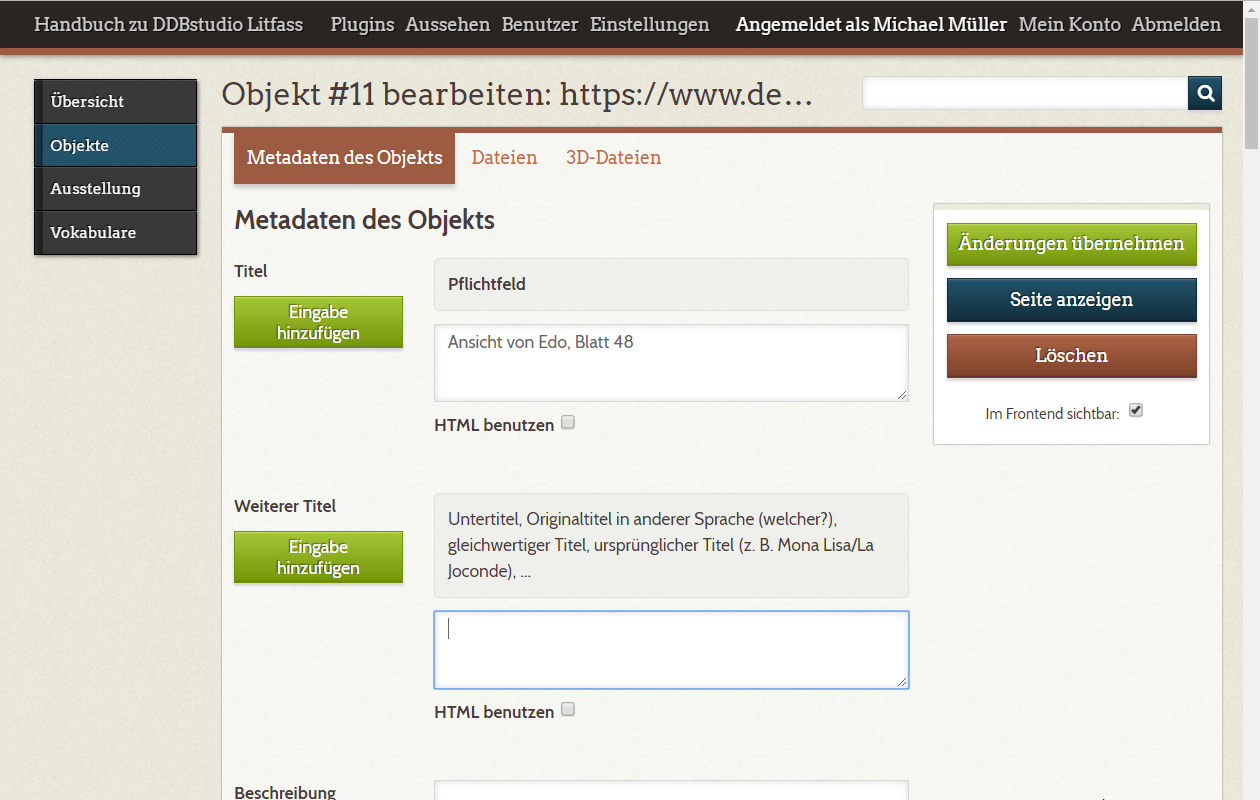 Handbuch zu DDBstudio Litfass Plugins Aussehen Benutzer Einstellungen Angemeldet als Michael Müller Mein Konto Abmelden
Übersicht
Objekte
Ausstellung
Vokabulare
Objekt #11 bearbeiten: https://www.de...
Metadaten des Objekts Dateien 3D-Dateien
Metadaten des Objekts
Titel
Eingabe
hinzufügen
Pflichtfeld
Ansicht von Edo, Blatt 48
HTML benutzen
Weiterer Titel
Eingabe
hinzufügen
Untertitel, Originaltitel in anderer Sprache (welcher?),
gleichwertiger Titel, ursprünglicher Titel (z. B. Mona Lisa/La
Joconde), ...
HTML benutzen
Beschreibung
Änderungen übernehmen
Seite anzeigen
Löschen
Im Frontend sichtbar: